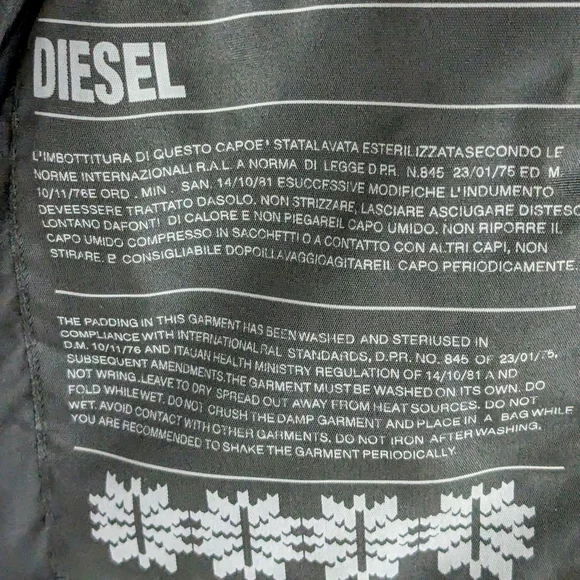 DIESEL
L'IMBOTTITURA DI QUESTO CAPOE' STATALAVATA ESTERILIZZATASECONDO LE
NORME INTERNAZIONALI R.A.L. A NORMA DI LEGGE D PR. N.845 23/01/75 ED M.
10/11/76E ORD . MIN . SAN. 14/10/81 ESUCCESSIVE MODIFICHE L'INDUMENTO
DEVEESSERE TRATTATO DASOLO. NON STRIZZARE, LASCIARE ASCIUGARE DISTESO
LONTANO DAFONTI DI CALORE E NON PIEGAREIL CAPO UMIDO. NON RIPORRE IL
CAPO UMIDO COMPRESSO IN SACCHETTI O A CONTATTO CON ALTRI CAPI, NON
STIRARE. E CONSIGLIABILE DOPOILLAVAGGIOAGITAREIL CAPO PERIODICAMENTE.
THE PADDING IN THIS GARMENT HAS BEEN WASHED AND STERIUSED IN
COMPLIANCE WITH INTERNATIONAL RAL STANDARDS, D.P.R. NO. 845 OF 23/01/75,
D.M. 10/11/76 AND ITAUAN HEALTH MINISTRY REGULATION OF 14/10/81 A ND
SUBSEQUENT AMENDMENTS.THE GARMENT MUST BE WASHED ON ITS OWN. DO
NOT WRING.LEAVE TO DRY SPREAD OUT AWAY FROM HEAT SOURCES. DO NOT
FOLD WHILE WET. DO NOT CRUSH THE DAMP GARMENT AND PLACE IN A BAG WHILE
WET. AVOID CONTACT WITH OTHER GARMENTS. DO NOT IRON AFTER WASHING,
YOU ARE RECOMMENDED TO SHAKE THE GARMENT PERIODICALLY.